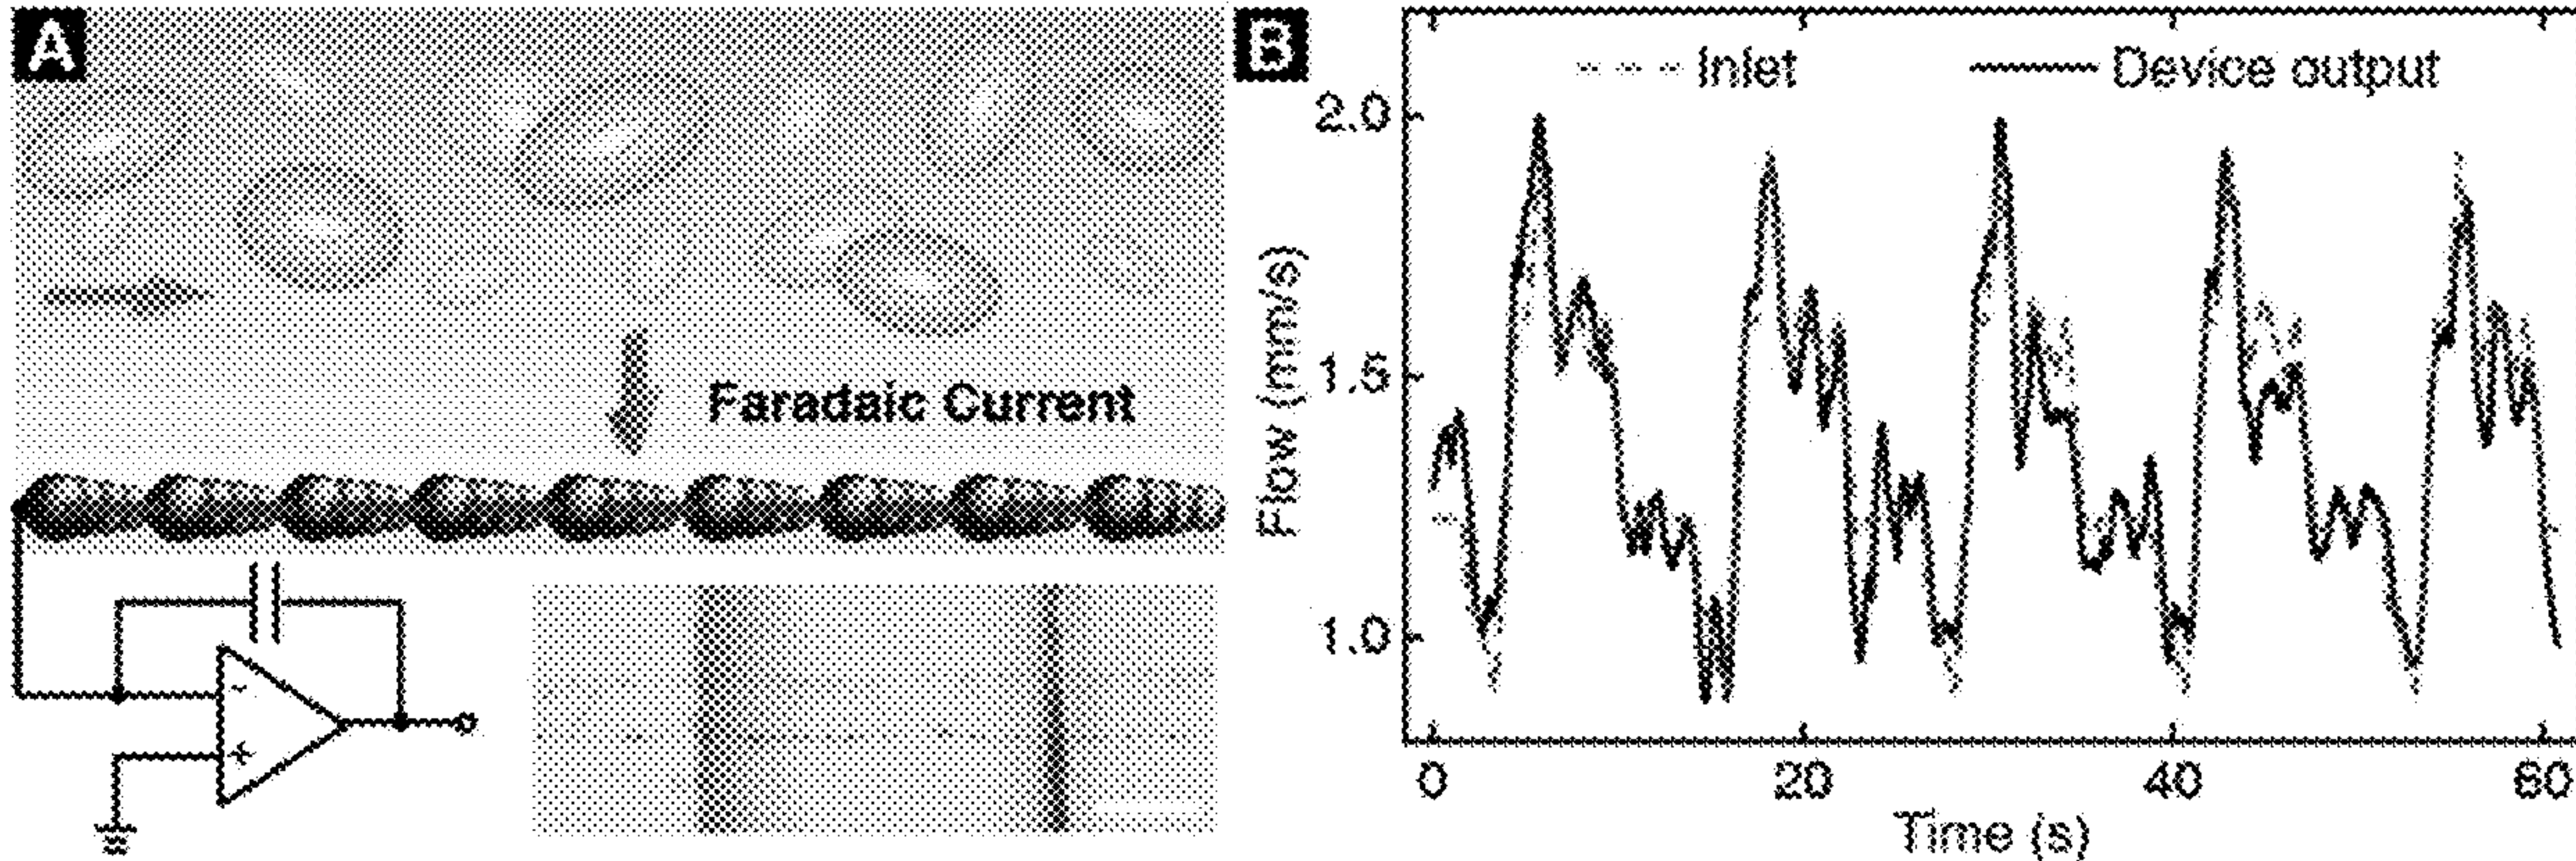 A
Faradaic Current
-
+
B
Inlet
Device output
2.0
1.5
1.0
Flow (mm/s)
0
20
40
60
Time (s)